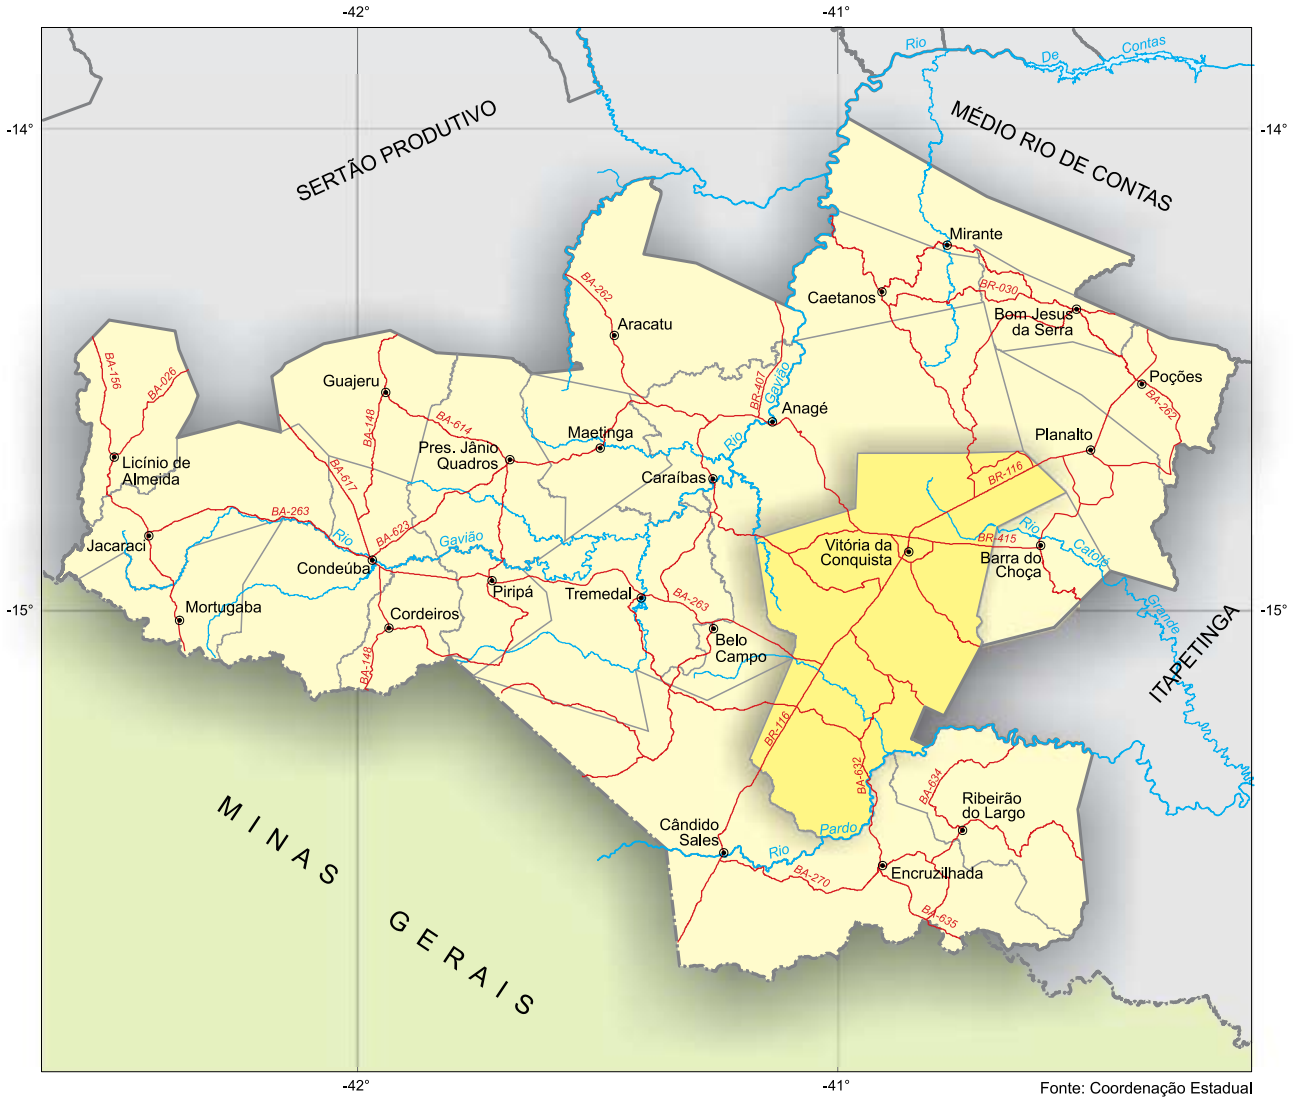 -42°
-41°
Rio
De
Contas
-14°
-14°
SERTÃO PRODUTIVO
MÉDIO RIO DE CONTAS
Mirante
BA-262
Caetanos
BR-030
Bom Jesus
da Serra
Aracatu
BA-156
BA-026
Guajeru
BR-407
Gavião
Poções
BA-262
BA-148
BA-614
Anagé
Maetinga
Rio
Planalto
Pres. Jânio
Quadros
Licínio de
Almeida
BA-617
Caraíbas
BR-116
BA-263
Rio
BA-623
Gavião
Jacaraci
Condeúba
Vitória da
Conquista
BR-415
Rio
Catolé
Barra do
Choça
Piripá
Tremedal
BA-263
Mortugaba
Cordeiros
Grande
-15°
-15°
Belo
Campo
BA-148
ITAPETINGA
BR-116
BA-632
BA-634
MINAS
GERAIS
Ribeirão
do Largo
Cândido
Sales
Pardo
Rio
BA-270
Encruzilhada
BA-635
-42°
-41°
Fonte: Coordenação Estadual